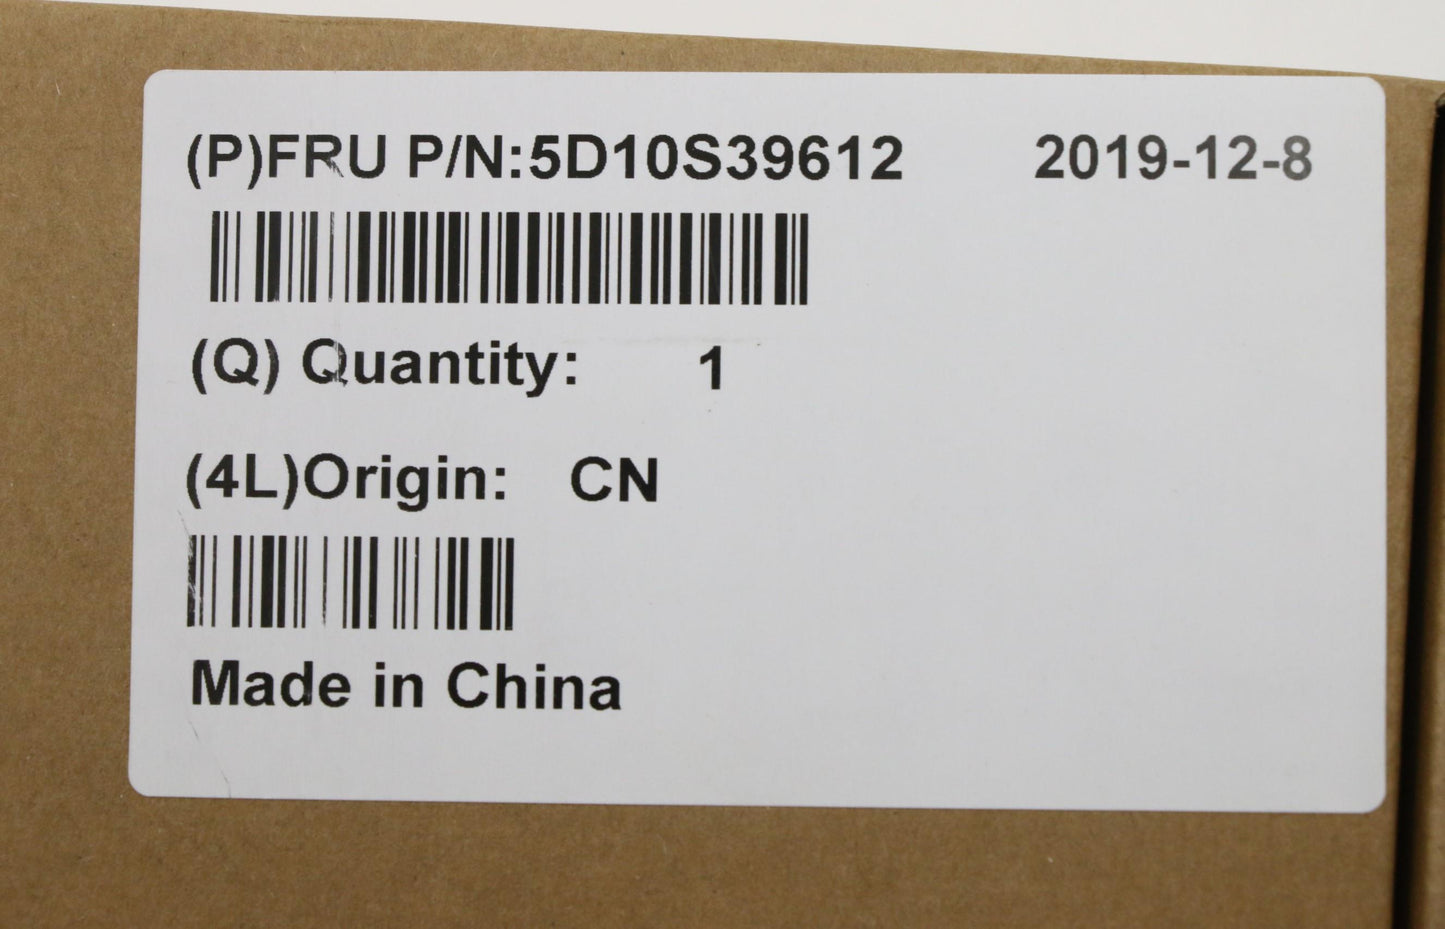 (P)FRU P/N:5D10S39612 2019-12-8
(Q) Quantity: 1
(4L)Origin: CN
Made in China